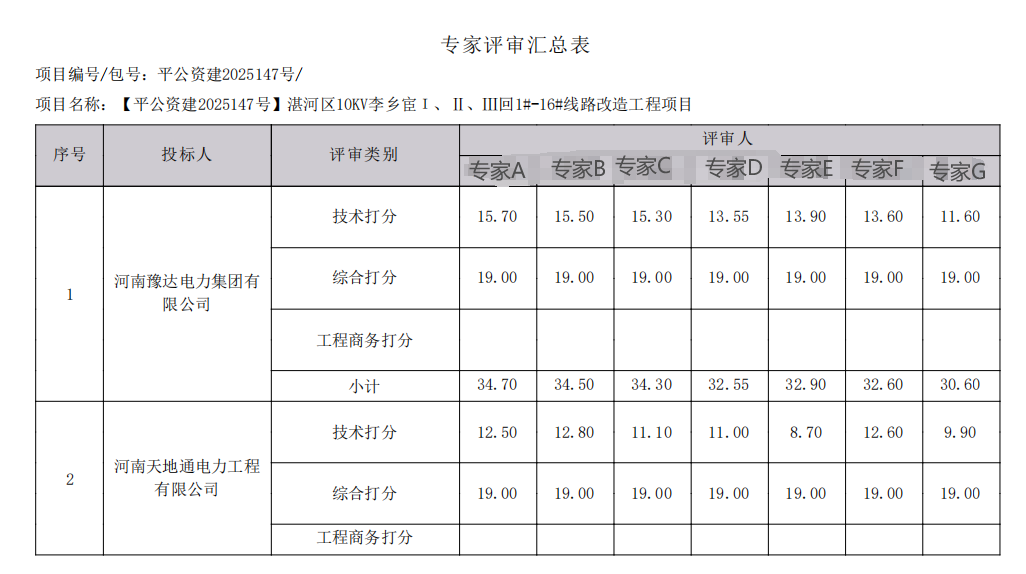 专家评审汇总表
项目编号/包号：平公资建2025147号/
项目名称：【平公资建2025147号】湛河区10KV李乡宦Ⅰ、Ⅱ、Ⅲ回1#-16#线路改造工程项目
序号 投标人 评审类别 评审人
专家A 专家B 专家C 专家D 专家E 专家F 专家G
技术打分 15.70 15.50 15.30 13.55 13.90 13.60 11.60
1 河南豫达电力集团有
限公司
综合打分 19.00 19.00 19.00 19.00 19.00 19.00 19.00
工程商务打分
小计 34.70 34.50 34.30 32.55 32.90 32.60 30.60
技术打分 12.50 12.80 11.10 11.00 8.70 12.60 9.90
2 河南天地通电力工程
有限公司
综合打分 19.00 19.00 19.00 19.00 19.00 19.00 19.00
工程商务打分